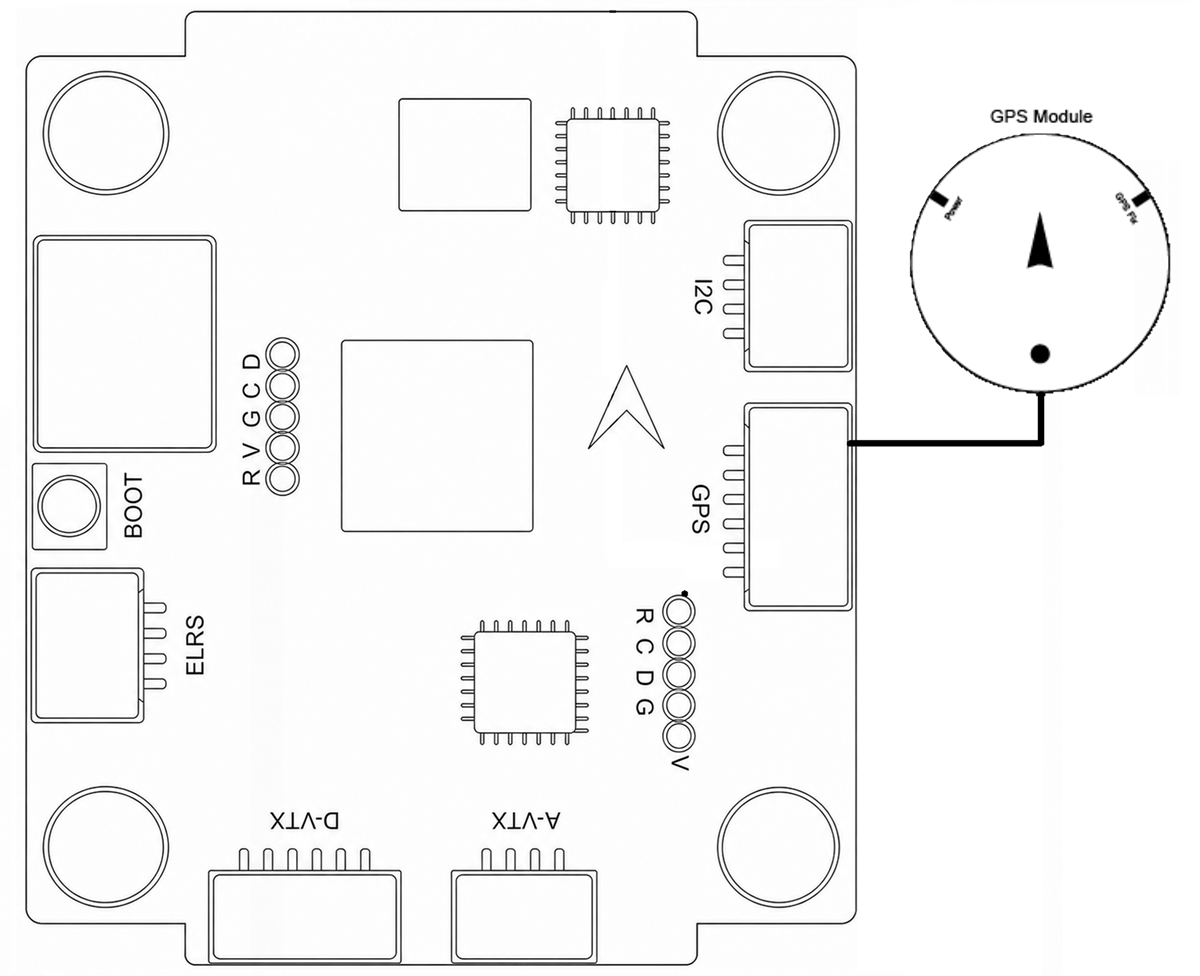 GPS Module
Power
GPS Fix
I2C
R V G C D
BOOT
GPS
ELRS
R C D G
V
D-VTX
A-VTX